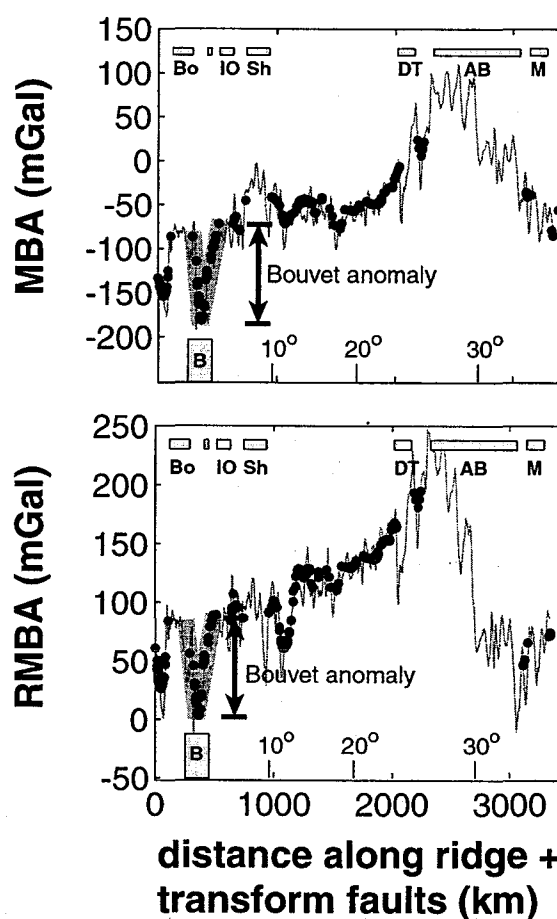 MBA (mGal)
150
100
50
0
-50
-100
-150
-200
Bo
IO
Sh
DT
AB
M
Bouvet anomaly
B
10°
20°
30°
RMBA (mGal)
250
200
150
100
50
0
-50
Bo
IO
Sh
DT
AB
M
Bouvet anomaly
B
10°
20°
30°
0
1000
2000
3000
distance along ridge +
transform faults (km)